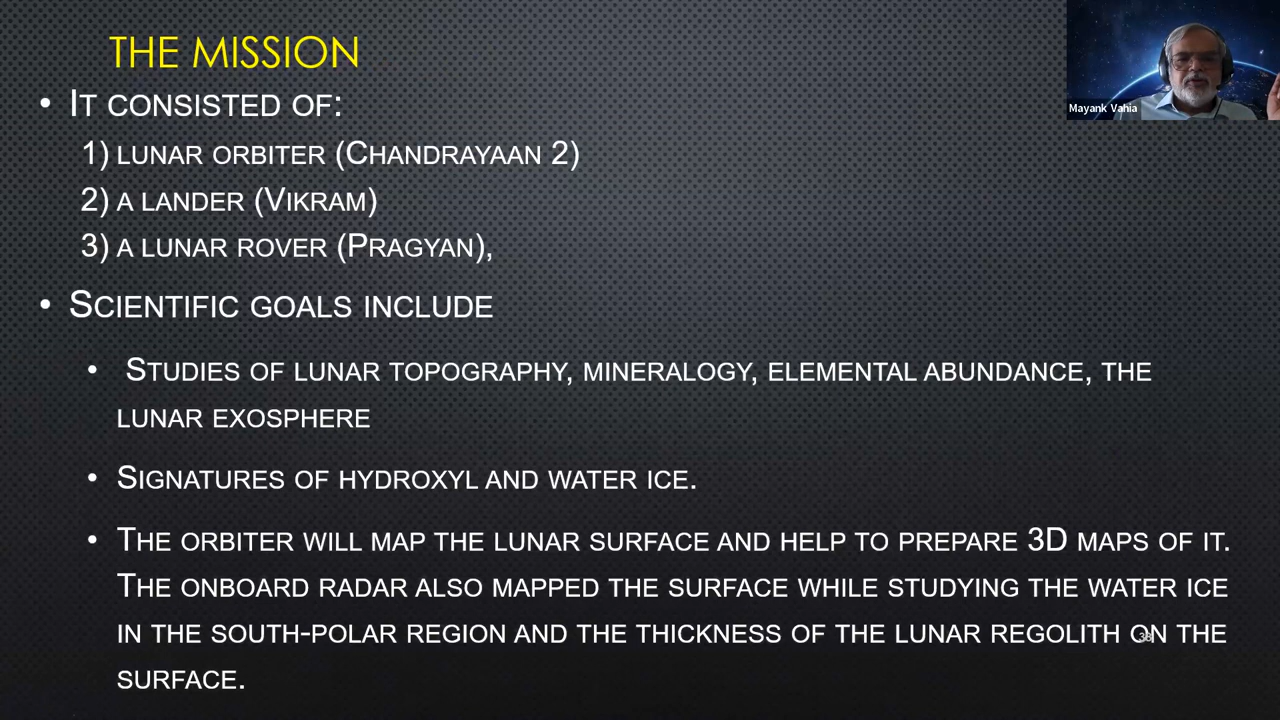 THE MISSION
Mayank Vahia
• IT CONSISTED OF:
1) LUNAR ORBITER (CHANDRAYAAN 2)
2) A LANDER (VIKRAM)
3) A LUNAR ROVER (PRAGYAN),
• SCIENTIFIC GOALS INCLUDE
• STUDIES OF LUNAR TOPOGRAPHY, MINERALOGY, ELEMENTAL ABUNDANCE, THE
LUNAR EXOSPHERE
• SIGNATURES OF HYDROXYL AND WATER ICE.
• THE ORBITER WILL MAP THE LUNAR SURFACE AND HELP TO PREPARE 3D MAPS OF IT.
THE ONBOARD RADAR ALSO MAPPED THE SURFACE WHILE STUDYING THE WATER ICE
IN THE SOUTH-POLAR REGION AND THE THICKNESS OF THE LUNAR REGOLITH ON THE
SURFACE.